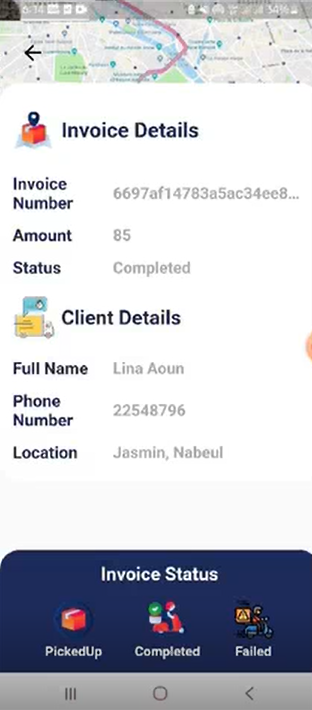 6:14
34%
Invoice Details
Invoice Number
6697af14783a5ac34ee8...
Amount
85
Status
Completed
Client Details
Full Name
Lina Aoun
Phone Number
22548796
Location
Jasmin, Nabeul
Invoice Status
PickedUp
Completed
Failed